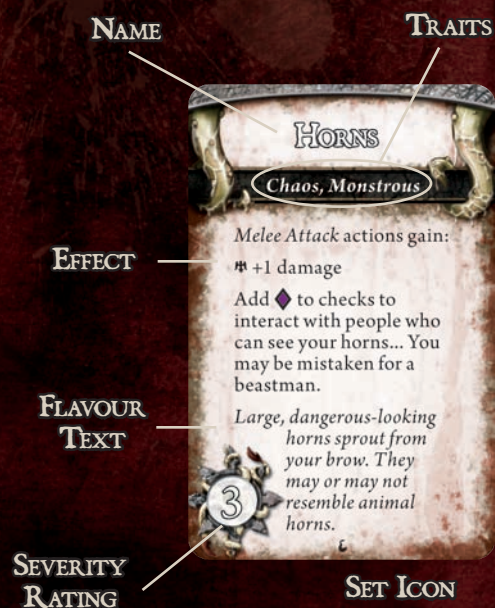 Name
Traits
Horns
Chaos, Monstrous
Melee Attack actions gain:
+1 damage
Effect
Add to checks to
interact with people who
can see your horns... You
may be mistaken for a
beastman.
Flavour
Text
Large, dangerous-looking
horns sprout from
your brow. They
may or may not
resemble animal
horns.
3
Severity
Rating
Set Icon